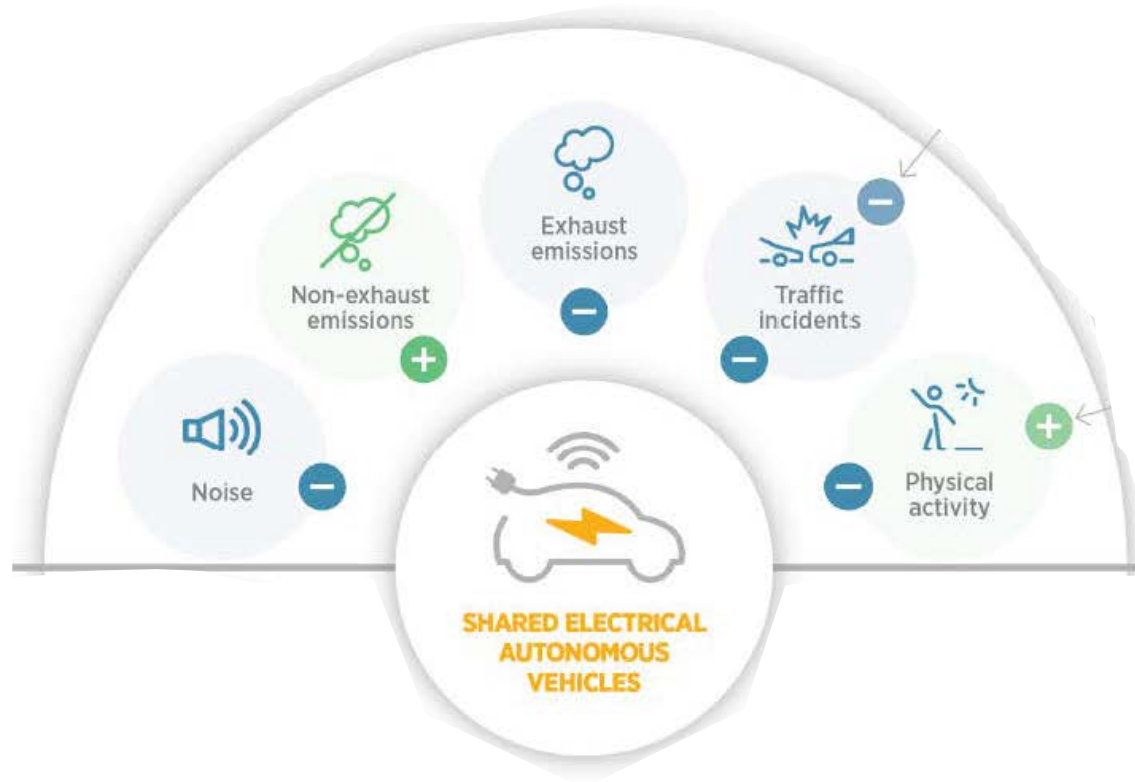 Exhaust
emissions
Non-exhaust
emissions
Traffic
incidents
Noise
Physical
activity
SHARED ELECTRICAL
AUTONOMOUS
VEHICLES